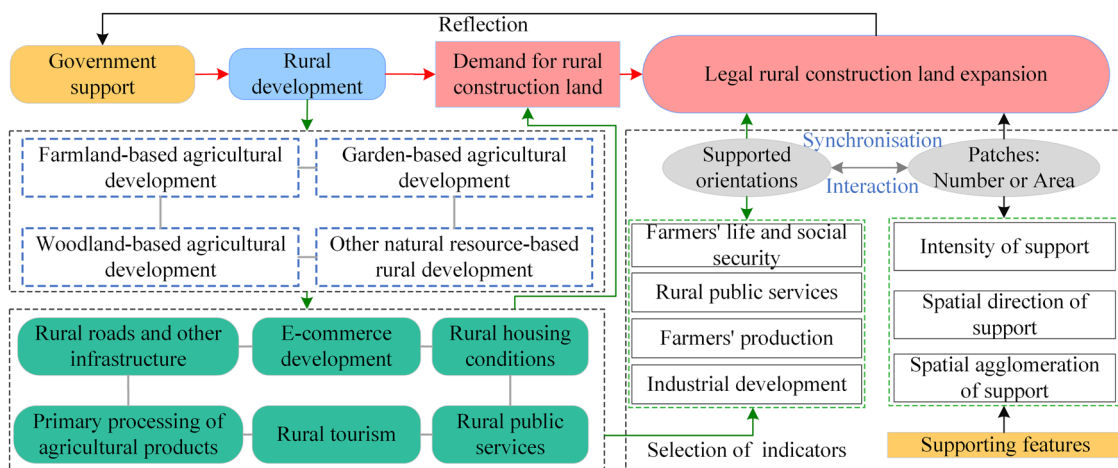 Reflection
Government
support
Rural
development
Demand for rural
construction land
Legal rural construction land expansion
Farmland-based agricultural
development
Garden-based agricultural
development
Woodland-based agricultural
development
Other natural resource-based
rural development
Rural roads and other
infrastructure
E-commerce
development
Rural housing
conditions
Primary processing of
agricultural products
Rural tourism
Rural public
services
Supported
orientations
Synchronisation
Interaction
Patches:
Number or Area
Farmers' life and social
security
Rural public services
Farmers' production
Industrial development
Selection of indicators
Intensity of support
Spatial direction of
support
Spatial agglomeration
of support
Supporting features